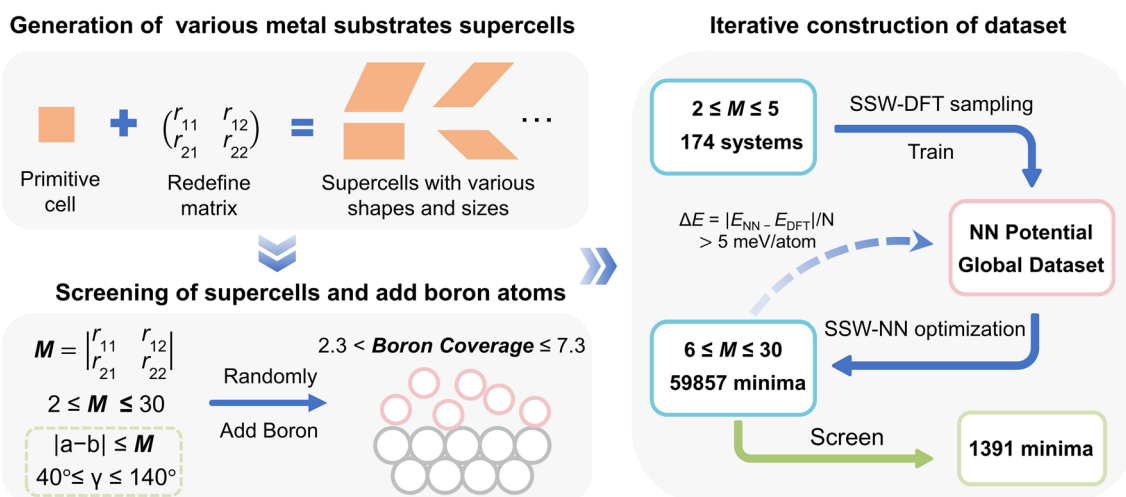 Generation of various metal substrates supercells
Primitive
cell
+
(r11 r12
r21 r22)
Redefine
matrix
=
...
Supercells with various
shapes and sizes
Screening of supercells and add boron atoms
M = |r11 r12
r21 r22|
2 ≤ M ≤ 30
|a−b| ≤ M
40°≤ γ ≤ 140°
Randomly
Add Boron
2.3 < Boron Coverage ≤ 7.3
Iterative construction of dataset
2 ≤ M ≤ 5
174 systems
SSW-DFT sampling
Train
NN Potential
Global Dataset
ΔE = |ENN − EDFT|/N
> 5 meV/atom
SSW-NN optimization
6 ≤ M ≤ 30
59857 minima
Screen
1391 minima